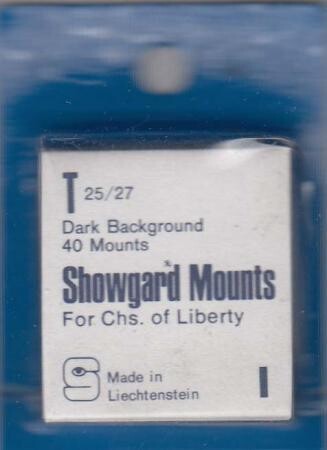 T 25/27
Dark Background
40 Mounts
Showgard Mounts
For Chs. of Liberty
S Made in
Liechtenstein I